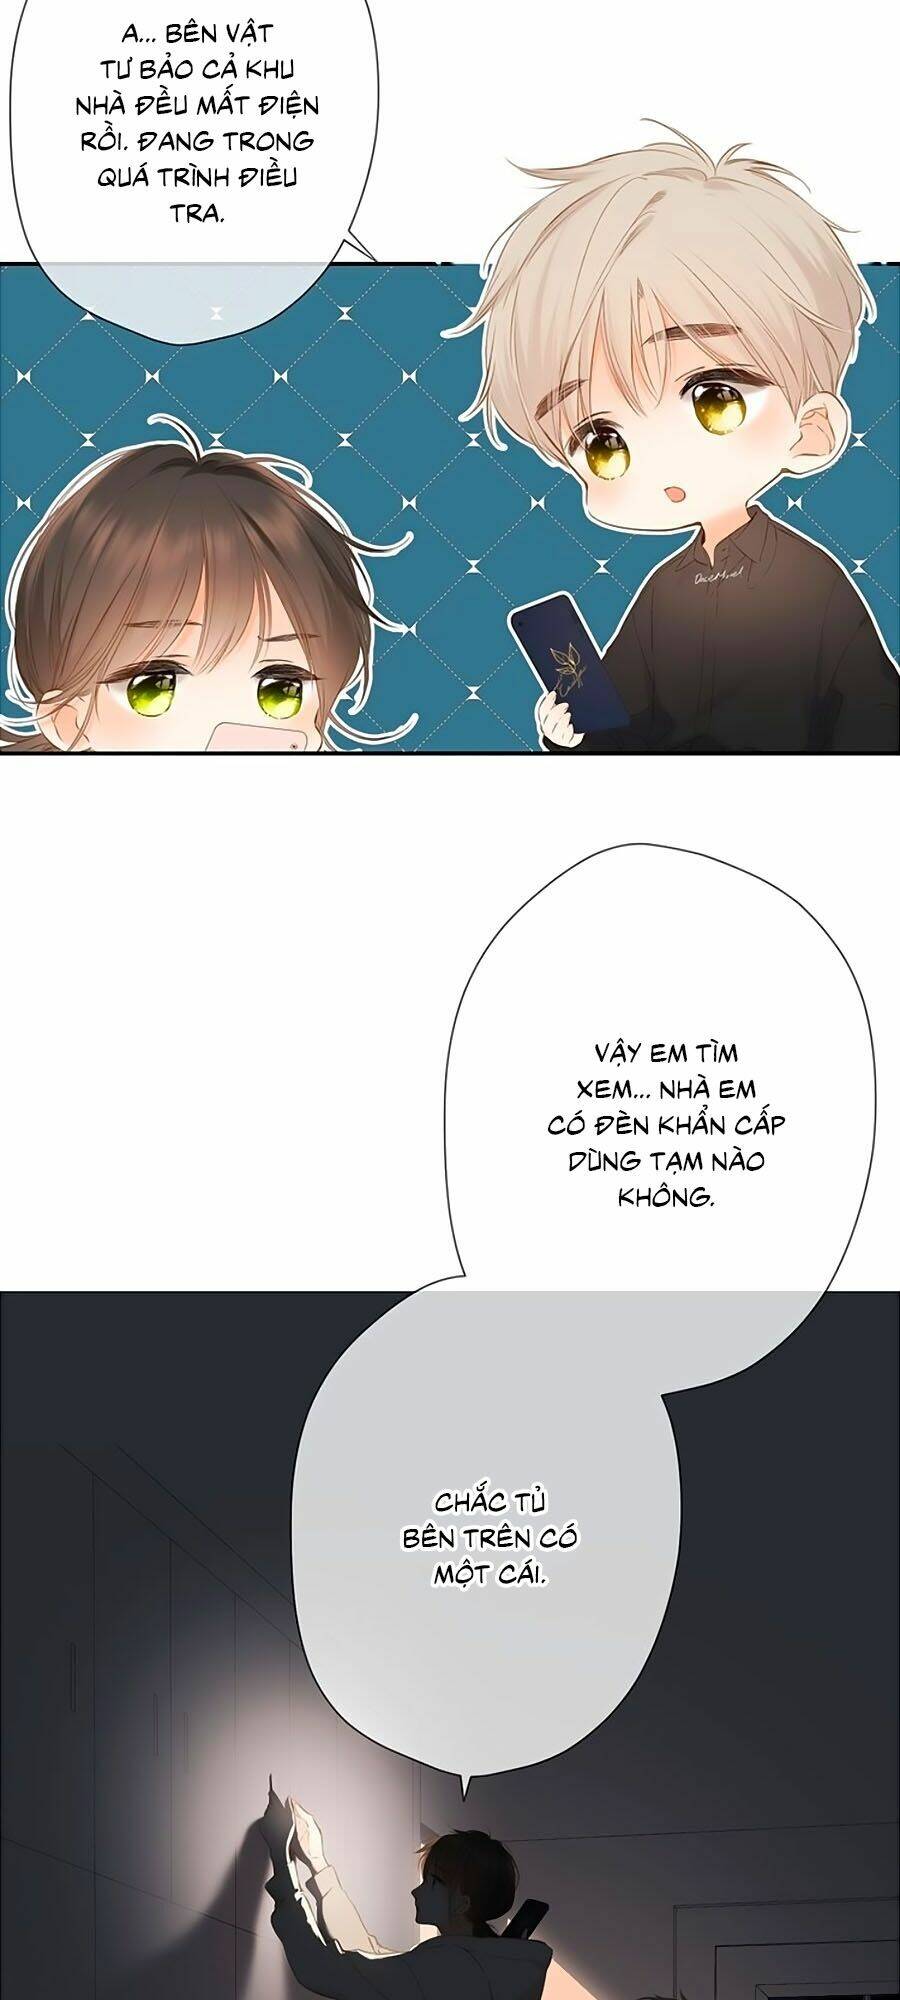 A... BÊN VẬT
TƯ BẢO CẢ KHU
NHÀ ĐỀU MẤT ĐIỆN
RỒI. ĐANG TRONG
QUÁ TRÌNH ĐIỀU
TRA.
VẬY EM TÌM
XEM... NHÀ EM
CÓ ĐÈN KHẨN CẤP
DÙNG TẠM NÀO
KHÔNG.
CHẮC TỦ
BÊN TRÊN CÓ
MỘT CÁI.